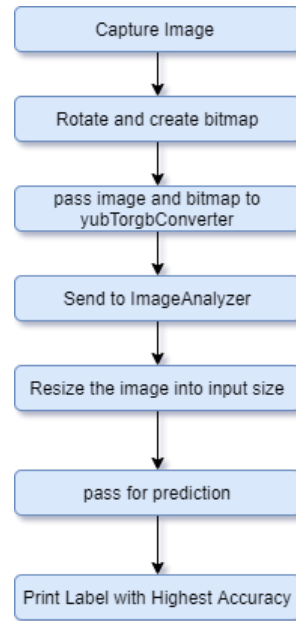 Capture Image
Rotate and create bitmap
pass image and bitmap to
yubTorgbConverter
Send to ImageAnalyzer
Resize the image into input size
pass for prediction
Print Label with Highest Accuracy